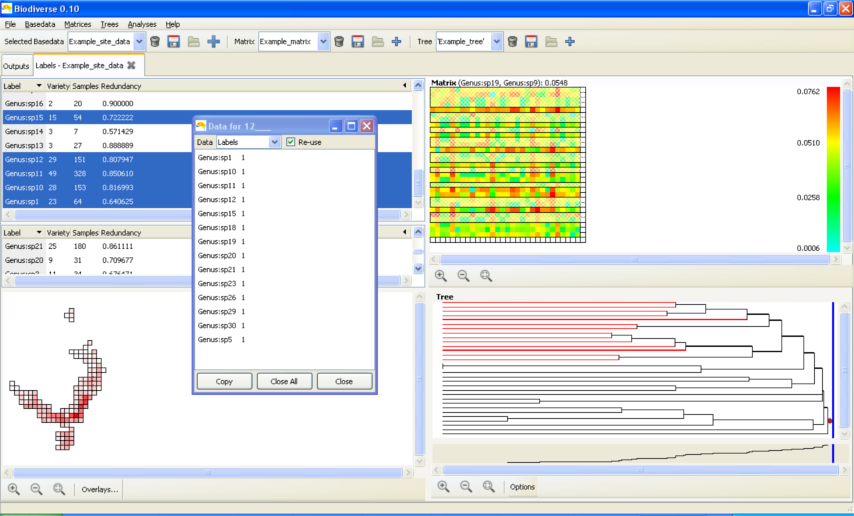 Biodiverse 0.10
File Basedata Matrices Trees Analyses Help
Selected Basedata Example_site_data Matrix Example_matrix Tree 'Example_tree'
Outputs Labels - Example_site_data
Label Variety Samples Redundancy
Genus:sp16 2 20 0.900000
Genus:sp15 15 54 0.722222
Genus:sp14 3 7 0.571429
Genus:sp13 3 27 0.888889
Genus:sp12 29 151 0.807947
Genus:sp11 49 328 0.850610
Genus:sp10 28 153 0.816993
Genus:sp1 23 64 0.640625
Label Variety Samples Redundancy
Genus:sp21 25 180 0.861111
Genus:sp20 9 31 0.709677
Genus:sp2 11 34 0.676471
Overlays...
Data for 12___
Data Labels Re-use
Genus:sp1 1
Genus:sp10 1
Genus:sp11 1
Genus:sp12 1
Genus:sp15 1
Genus:sp18 1
Genus:sp19 1
Genus:sp20 1
Genus:sp21 1
Genus:sp23 1
Genus:sp26 1
Genus:sp29 1
Genus:sp30 1
Genus:sp5 1
Copy Close All Close
Matrix (Genus:sp19, Genus:sp9): 0.0548
0.0762
0.0510
0.0258
0.0006
Tree
Options